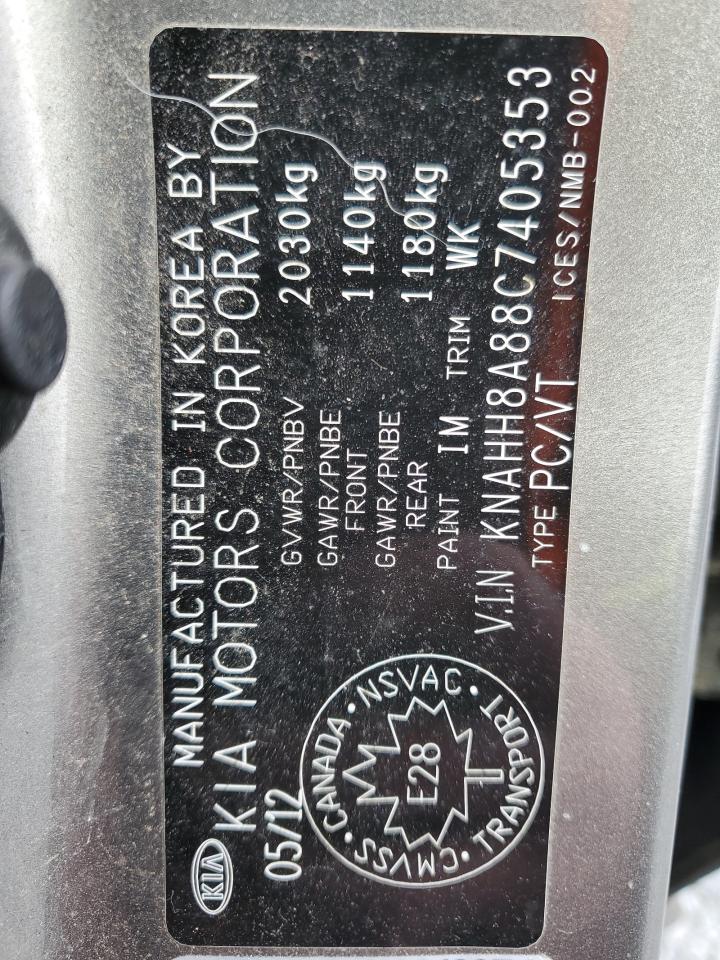 KIA
MANUFACTURED IN KOREA BY
KIA MOTORS CORPORATION
05/12
GVWR/PNBV 2030kg
GAWR/PNBE FRONT 1140kg
GAWR/PNBE REAR 1180kg
PAINT IM TRIM WK
V.I.N KNAHH8A88C7405353
TYPE PC/VT ICES/NMB-002
CMVSS · CANADA · NSVAC · TRANSPORT ·
E28